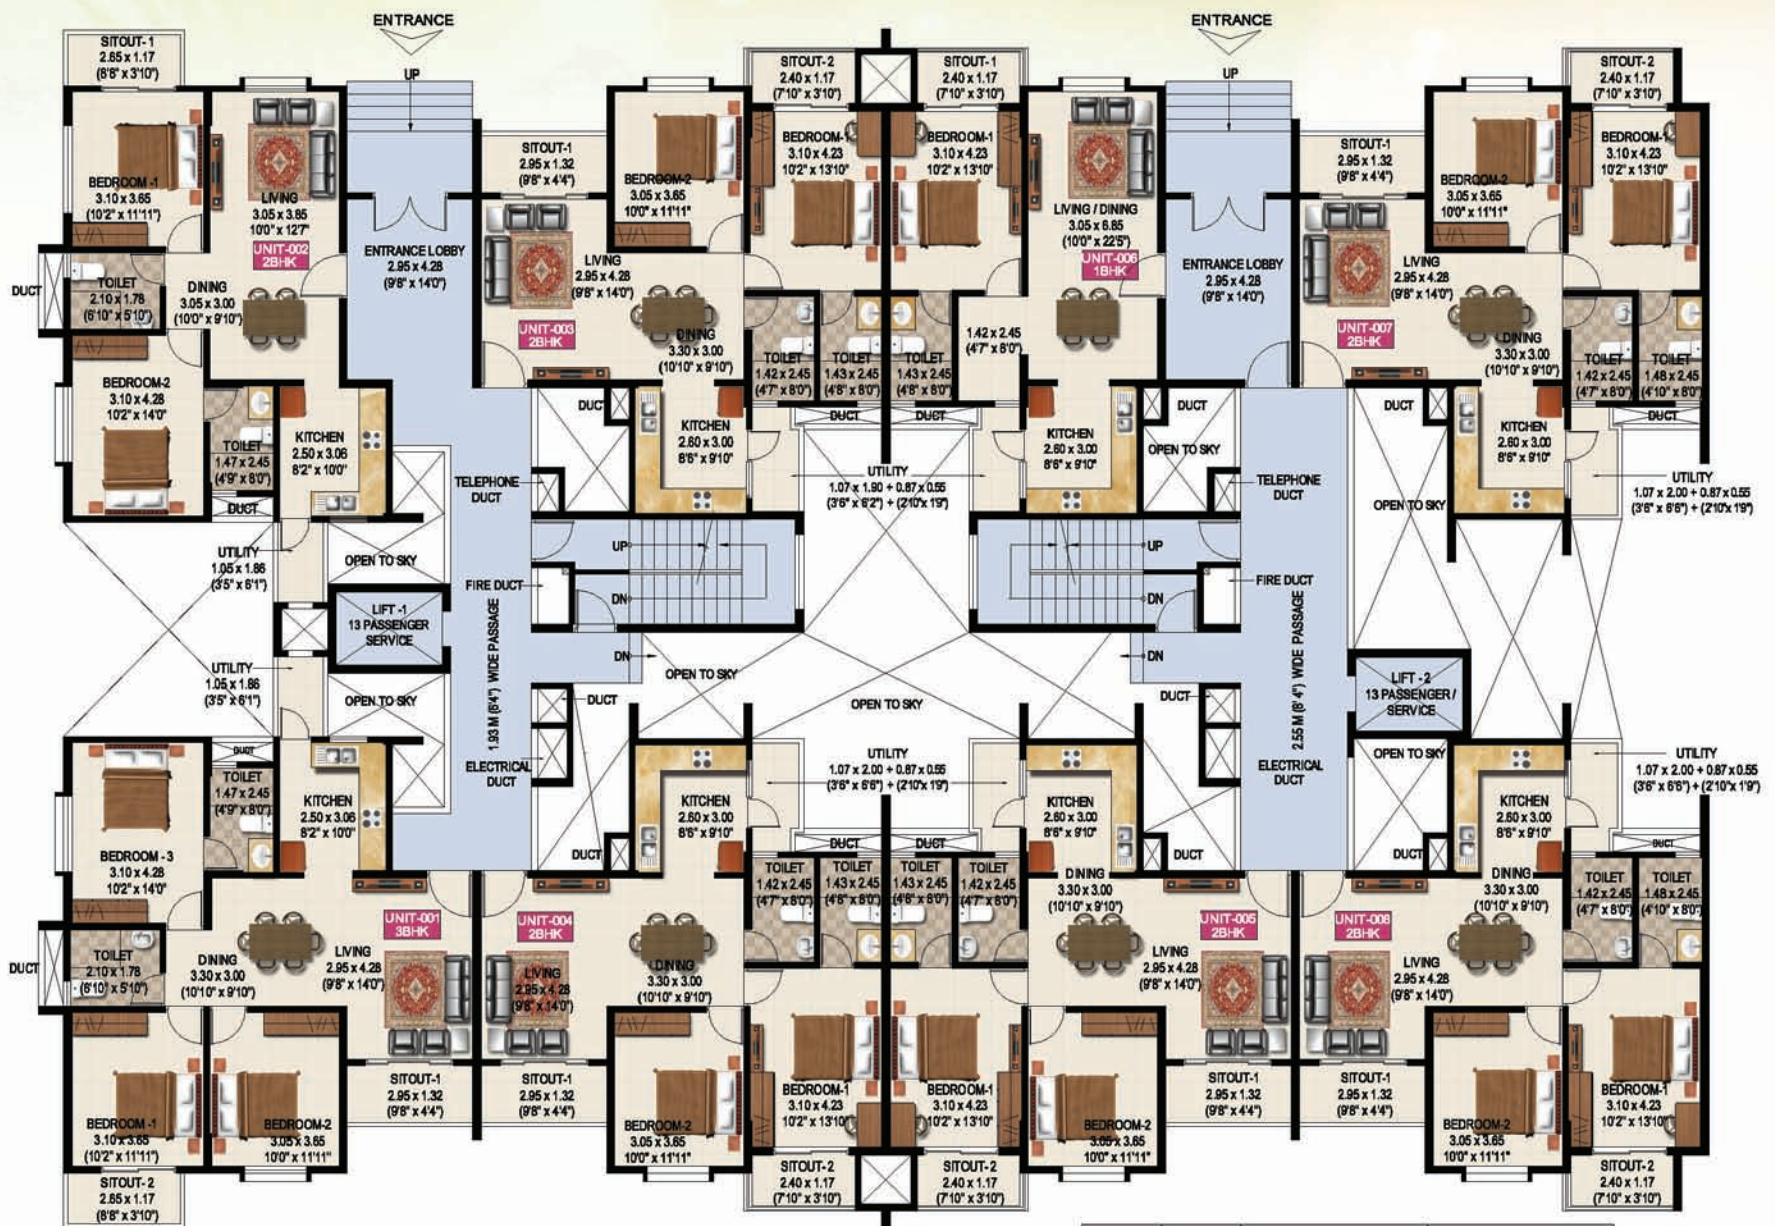 ENTRANCE
ENTRANCE
UP
UP
SITOUT- 1
2.65 x 1.17
(8'8" x 3'10")
SITOUT- 2
2.40 x 1.17
(7'10" x 3'10")
SITOUT-1
2.40 x 1.17
(7'10" x 3'10")
SITOUT- 2
2.40 x 1.17
(7'10" x 3'10")
BEDROOM -1
3.10 x 3.65
(10'2" x 11'11")
LIVING
3.05 x 3.85
10'0" x 12'7"
UNIT-002
2BHK
ENTRANCE LOBBY
2.95 x 4.28
(9'8" x 14'0")
SITOUT-1
2.95 x 1.32
(9'8" x 4'4")
BEDROOM-2
3.05 x 3.65
10'0" x 11'11"
BEDROOM-1
3.10 x 4.23
10'2" x 13'10"
BEDROOM-1
3.10 x 4.23
10'2" x 13'10"
LIVING / DINING
3.05 x 6.85
(10'0" x 22'5")
UNIT-006
1BHK
ENTRANCE LOBBY
2.95 x 4.28
(9'8" x 14'0")
SITOUT-1
2.95 x 1.32
(9'8" x 4'4")
BEDROOM-2
3.05 x 3.65
10'0" x 11'11"
BEDROOM-1
3.10 x 4.23
10'2" x 13'10"
DUCT
TOILET
2.10 x 1.78
(6'10" x 5'10")
DINING
3.05 x 3.00
(10'0" x 9'10")
LIVING
2.95 x 4.28
(9'8" x 14'0")
UNIT-003
2BHK
DINING
3.30 x 3.00
(10'10" x 9'10")
TOILET
1.42 x 2.45
(4'7" x 8'0")
TOILET
1.43 x 2.45
(4'8" x 8'0")
TOILET
1.43 x 2.45
(4'8" x 8'0")
1.42 x 2.45
(4'7" x 8'0")
LIVING
2.95 x 4.28
(9'8" x 14'0")
UNIT-007
2BHK
DINING
3.30 x 3.00
(10'10" x 9'10")
TOILET
1.42 x 2.45
(4'7" x 8'0")
TOILET
1.48 x 2.45
(4'10" x 8'0")
BEDROOM-2
3.10 x 4.28
10'2" x 14'0"
TOILET
1.47 x 2.45
(4'9" x 8'0")
DUCT
KITCHEN
2.50 x 3.06
8'2" x 10'0"
DUCT
KITCHEN
2.60 x 3.00
8'6" x 9'10"
DUCT
DUCT
KITCHEN
2.60 x 3.00
8'6" x 9'10"
DUCT
OPEN TO SKY
DUCT
KITCHEN
2.60 x 3.00
8'6" x 9'10"
DUCT
TELEPHONE
DUCT
UTILITY
1.07 x 1.90 + 0.87 x 0.55
(3'6" x 6'2") + (2'10"x 1'9")
TELEPHONE
DUCT
OPEN TO SKY
UTILITY
1.07 x 2.00 + 0.87 x 0.55
(3'6" x 6'6") + (2'10"x 1'9")
UTILITY
1.05 x 1.86
(3'5" x 6'1")
OPEN TO SKY
UP
UP
FIRE DUCT
DN
DN
FIRE DUCT
LIFT -1
13 PASSENGER
SERVICE
1.93 M (6'4") WIDE PASSAGE
2.55 M (8' 4") WIDE PASSAGE
DN
OPEN TO SKY
DN
UTILITY
1.05 x 1.86
(3'5" x 6'1")
OPEN TO SKY
DUCT
OPEN TO SKY
DUCT
LIFT - 2
13 PASSENGER /
SERVICE
DUCT
ELECTRICAL
DUCT
UTILITY
1.07 x 2.00 + 0.87 x 0.55
(3'6" x 6'6") + (2'10"x 1'9")
ELECTRICAL
DUCT
OPEN TO SKY
UTILITY
1.07 x 2.00 + 0.87 x 0.55
(3'6" x 6'6") + (2'10"x 1'9")
TOILET
1.47 x 2.45
(4'9" x 8'0")
KITCHEN
2.50 x 3.06
8'2" x 10'0"
KITCHEN
2.60 x 3.00
8'6" x 9'10"
KITCHEN
2.60 x 3.00
8'6" x 9'10"
KITCHEN
2.60 x 3.00
8'6" x 9'10"
BEDROOM - 3
3.10 x 4.28
10'2" x 14'0"
DUCT
DUCT
DUCT
DUCT
DUCT
DUCT
UNIT-001
3BHK
UNIT-004
2BHK
TOILET
1.42 x 2.45
(4'7" x 8'0")
TOILET
1.43 x 2.45
(4'8" x 8'0")
TOILET
1.43 x 2.45
(4'8" x 8'0")
TOILET
1.42 x 2.45
(4'7" x 8'0")
DINING
3.30 x 3.00
(10'10" x 9'10")
UNIT-005
2BHK
UNIT-008
2BHK
DINING
3.30 x 3.00
(10'10" x 9'10")
TOILET
1.42 x 2.45
(4'7" x 8'0")
TOILET
1.48 x 2.45
(4'10" x 8'0")
DUCT
TOILET
2.10 x 1.78
(6'10" x 5'10")
DINING
3.30 x 3.00
(10'10" x 9'10")
LIVING
2.95 x 4.28
(9'8" x 14'0")
LIVING
2.95 x 4.28
(9'8" x 14'0")
DINING
3.30 x 3.00
(10'10" x 9'10")
LIVING
2.95 x 4.28
(9'8" x 14'0")
LIVING
2.95 x 4.28
(9'8" x 14'0")
BEDROOM -1
3.10 x 3.65
(10'2" x 11'11")
BEDROOM-2
3.05 x 3.65
10'0" x 11'11"
SITOUT-1
2.95 x 1.32
(9'8" x 4'4")
SITOUT-1
2.95 x 1.32
(9'8" x 4'4")
BEDROOM-2
3.05 x 3.65
10'0" x 11'11"
BEDROOM-1
3.10 x 4.23
10'2" x 13'10"
BEDROOM-1
3.10 x 4.23
10'2" x 13'10"
BEDROOM-2
3.05 x 3.65
10'0" x 11'11"
SITOUT-1
2.95 x 1.32
(9'8" x 4'4")
SITOUT-1
2.95 x 1.32
(9'8" x 4'4")
BEDROOM-2
3.05 x 3.65
10'0" x 11'11"
BEDROOM-1
3.10 x 4.23
10'2" x 13'10"
SITOUT- 2
2.65 x 1.17
(8'8" x 3'10")
SITOUT-2
2.40 x 1.17
(7'10" x 3'10")
SITOUT-2
2.40 x 1.17
(7'10" x 3'10")
SITOUT-2
2.40 x 1.17
(7'10" x 3'10")